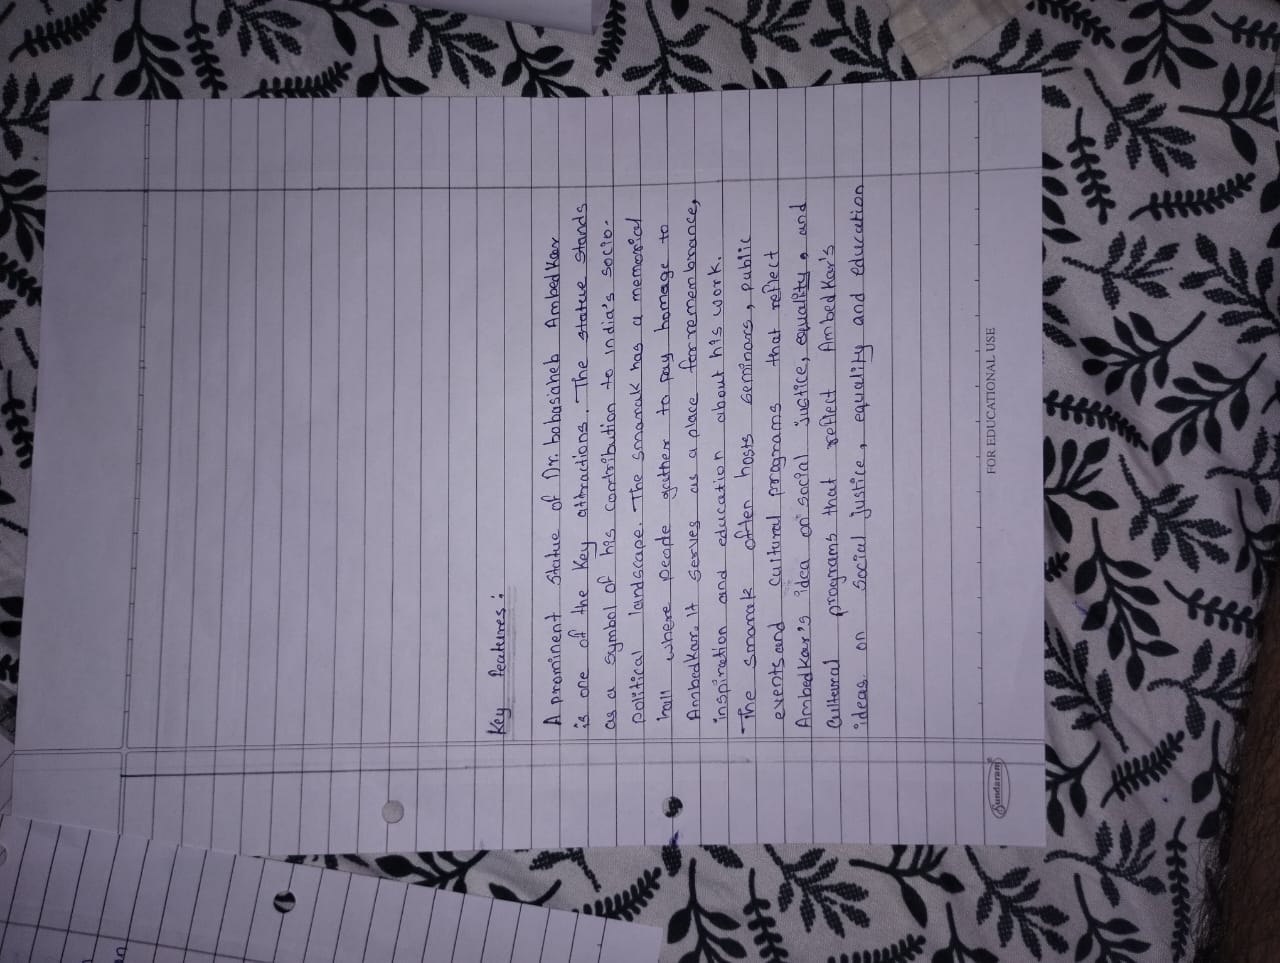 an
Key features :
A prominent statue of Dr. babasaheb Ambedkar
is one of the key attractions. The statue stands
as a symbol of his contribution to india's socio-
political landscape. The smarak has a memorial
hall where people gather to pay homage to
Ambedkar. It serves as a place for remembrance,
inspiration and education about his work.
The smarak often hosts seminars, public
events and cultural programs that reflect
Ambedkar's idea on social justice, equality, and
cultural programs that reflect Ambedkar's
ideas on social justice, equality and education
Sundaram
FOR EDUCATIONAL USE